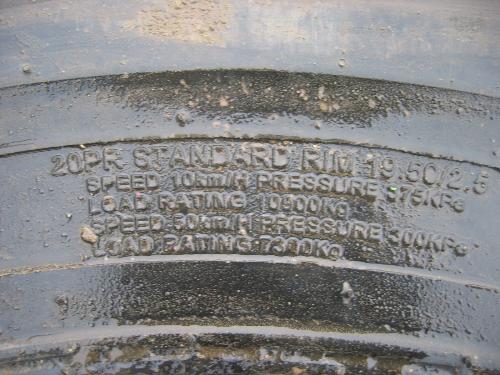 20PR STANDARD RIM 19.50/2.5
SPEED 10km/H PRESSURE 375KPa
LOAD RATING 10900KG
SPEED 50km/H PRESSURE 300KPa
LOAD RATING:7300KG